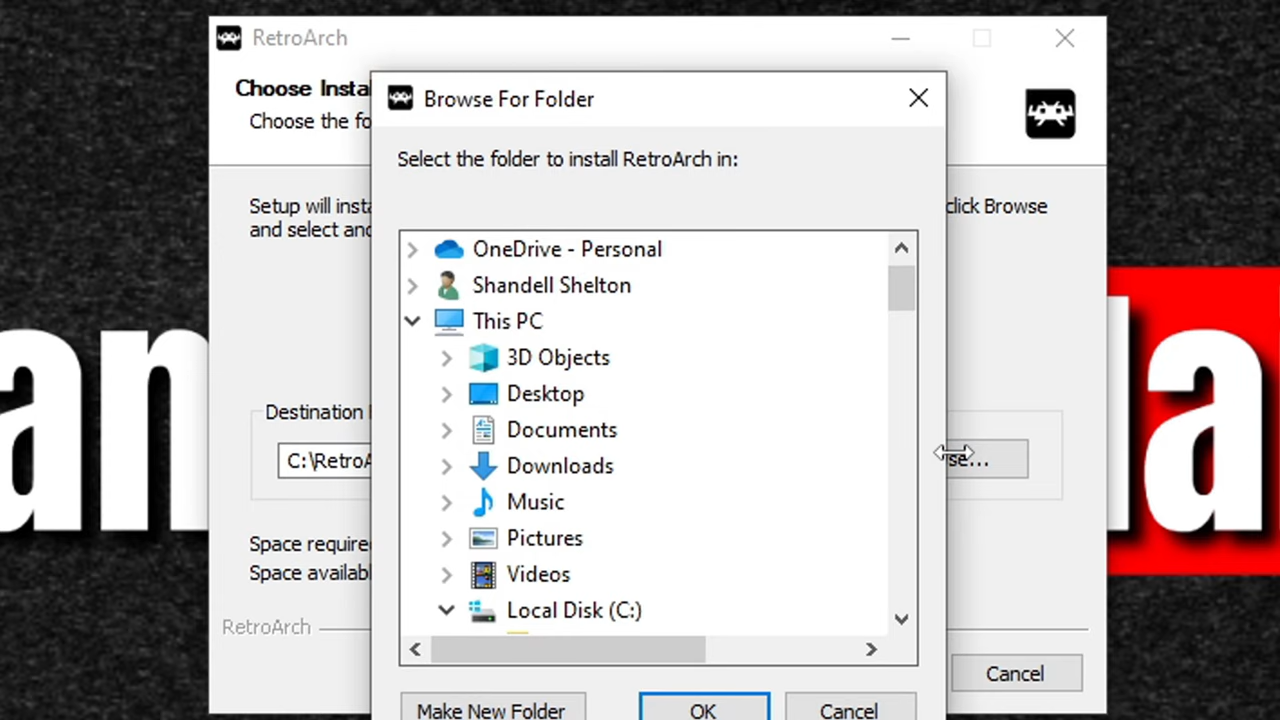 RetroArch
Choose Insta
Choose the fo
Setup will insta
click Browse
and select and
Destination
C:\RetroA
se...
Space require
Space availab
RetroArch
Cancel
Browse For Folder
Select the folder to install RetroArch in:
OneDrive - Personal
Shandell Shelton
This PC
3D Objects
Desktop
Documents
Downloads
Music
Pictures
Videos
Local Disk (C:)
Make New Folder
OK
Cancel
an
a